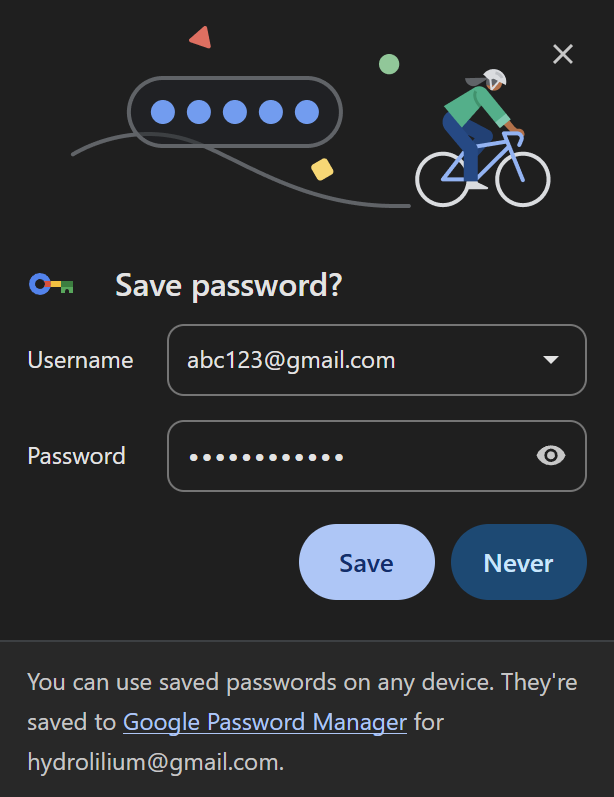 Save password?
Username
abc123@gmail.com
Password
••••••••••••
Save
Never
You can use saved passwords on any device. They're
saved to Google Password Manager for
hydrolilium@gmail.com.